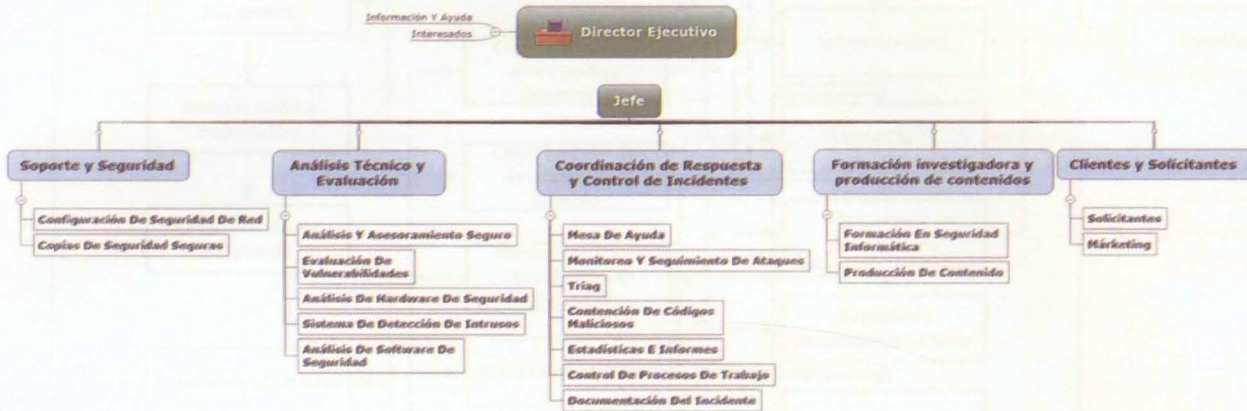 Información Y Ayuda
Interesados
Director Ejecutivo
Jefe
Soporte y Seguridad
Configuración De Seguridad De Red
Copias De Seguridad Seguras
Análisis Técnico y
Evaluación
Análisis Y Asesoramiento Seguro
Evaluación De
Vulnerabilidades
Análisis De Hardware De Seguridad
Sistema De Detección De Intrusos
Análisis De Software De
Seguridad
Coordinación de Respuesta
y Control de Incidentes
Mesa De Ayuda
Monitoreo Y Seguimiento De Ataques
Triag
Contención De Códigos
Maliciosos
Estadísticas E Informes
Control De Procesos De Trabajo
Documentación Del Incidente
Formación investigadora y
producción de contenidos
Formación En Seguridad
Informática
Producción De Contenido
Clientes y Solicitantes
Solicitantes
Márketing